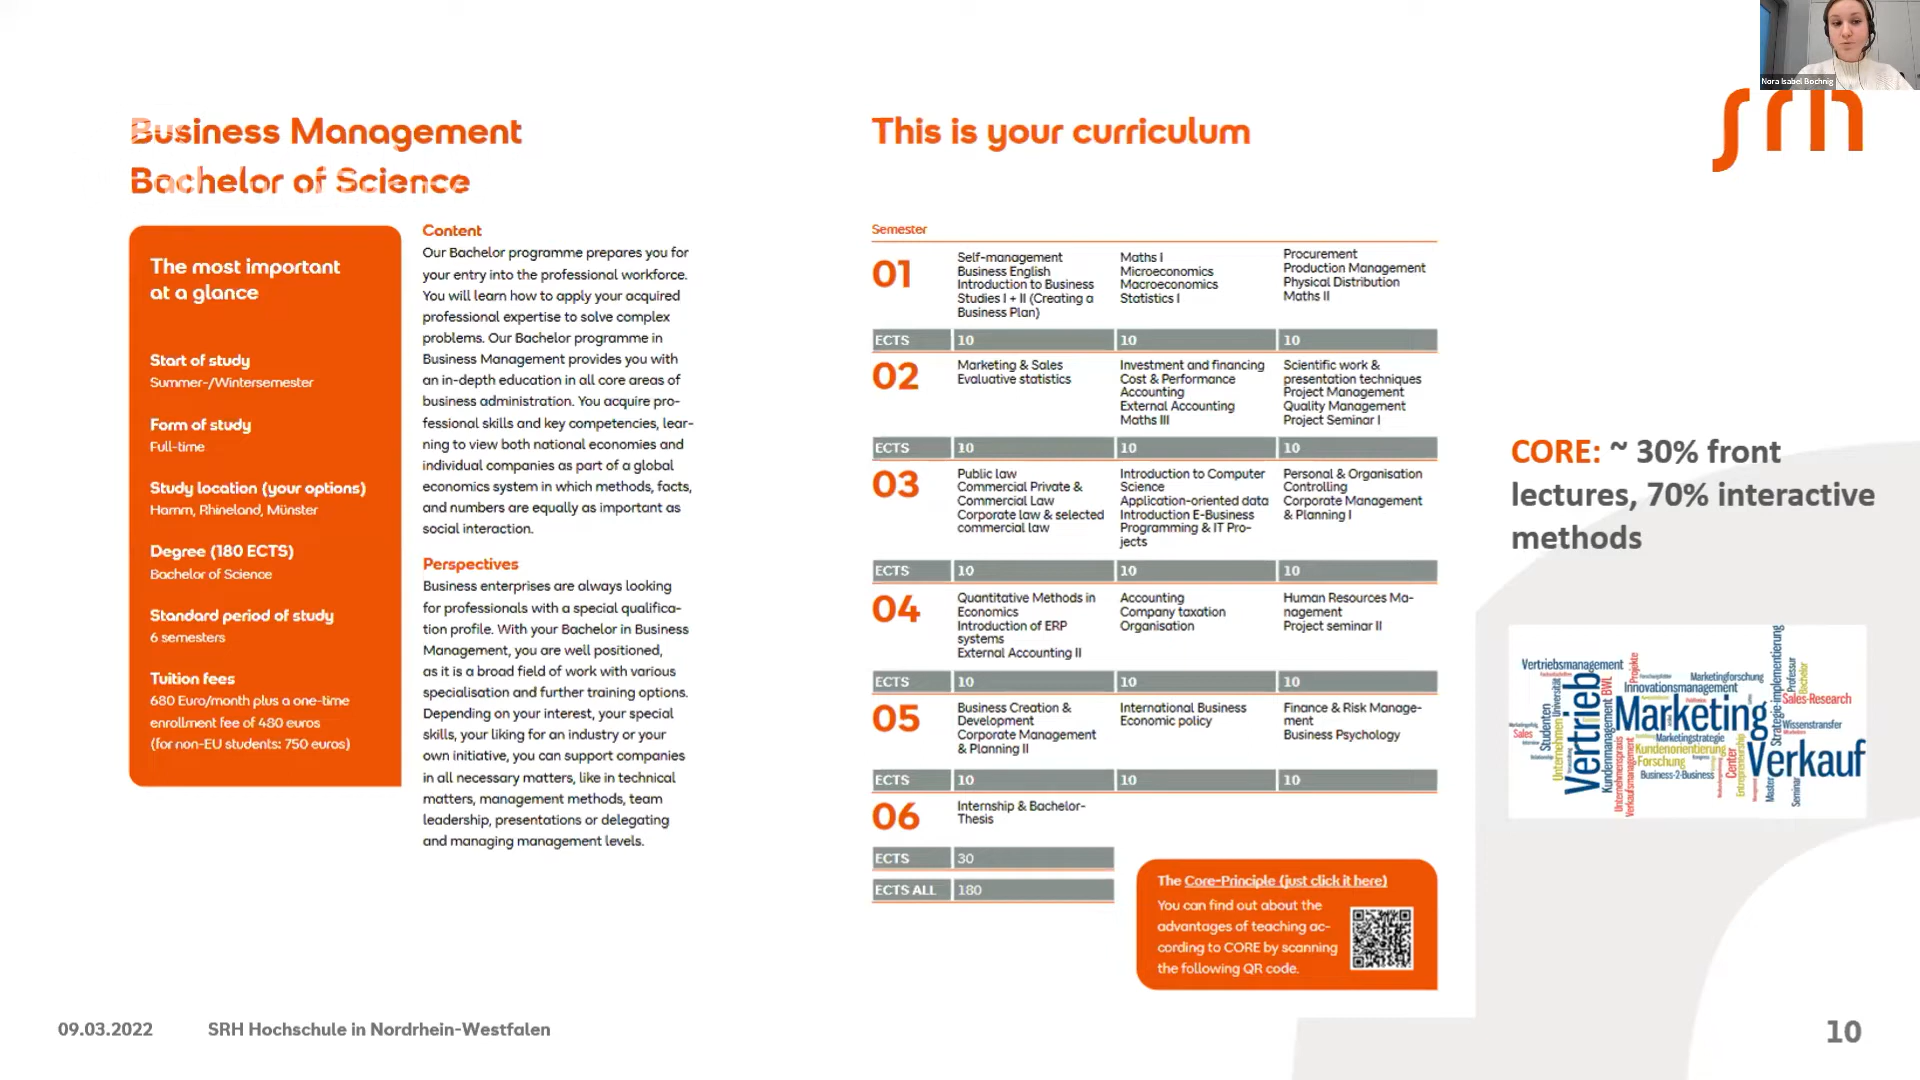 Nora Isabel Bochnig
srh
Business Management
Bachelor of Science
The most important
at a glance
Start of study
Summer-/Wintersemester
Form of study
Full-time
Study location (your options)
Hamm, Rhineland, Münster
Degree (180 ECTS)
Bachelor of Science
Standard period of study
6 semesters
Tuition fees
680 Euro/month plus a one-time
enrollment fee of 480 euros
(for non-EU students: 750 euros)
Content
Our Bachelor programme prepares you for
your entry into the professional workforce.
You will learn how to apply your acquired
professional expertise to solve complex
problems. Our Bachelor programme in
Business Management provides you with
an in-depth education in all core areas of
business administration. You acquire pro-
fessional skills and key competencies, lear-
ning to view both national economies and
individual companies as part of a global
economics system in which methods, facts,
and numbers are equally as important as
social interaction.
Perspectives
Business enterprises are always looking
for professionals with a special qualifica-
tion profile. With your Bachelor in Business
Management, you are well positioned,
as it is a broad field of work with various
specialisation and further training options.
Depending on your interest, your special
skills, your liking for an industry or your
own initiative, you can support companies
in all necessary matters, like in technical
matters, management methods, team
leadership, presentations or delegating
and managing management levels.
This is your curriculum
Semester
01
Self-management
Business English
Introduction to Business
Studies I + II (Creating a
Business Plan)
Maths I
Microeconomics
Macroeconomics
Statistics I
Procurement
Production Management
Physical Distribution
Maths II
ECTS 10 10 10
02
Marketing & Sales
Evaluative statistics
Investment and financing
Cost & Performance
Accounting
External Accounting
Maths III
Scientific work &
presentation techniques
Project Management
Quality Management
Project Seminar I
ECTS 10 10 10
03
Public law
Commercial Private &
Commercial Law
Corporate law & selected
commercial law
Introduction to Computer
Science
Application-oriented data
Introduction E-Business
Programming & IT Pro-
jects
Personal & Organisation
Controlling
Corporate Management
& Planning I
ECTS 10 10 10
04
Quantitative Methods in
Economics
Introduction of ERP
systems
External Accounting II
Accounting
Company taxation
Organisation
Human Resources Ma-
nagement
Project seminar II
ECTS 10 10 10
05
Business Creation &
Development
Corporate Management
& Planning II
International Business
Economic policy
Finance & Risk Manage-
ment
Business Psychology
ECTS 10 10 10
06
Internship & Bachelor-
Thesis
ECTS 30
ECTS ALL 180
The Core-Principle (just click it here)
You can find out about the
advantages of teaching ac-
cording to CORE by scanning
the following QR code.
CORE: ~ 30% front
lectures, 70% interactive
methods
Vertriebsmanagement
Projekte
Marketingforschung
Innovationsmanagement
Strategie-implementierung
Professur
Bachelor
Sales-Research
Universität
BWL
Vertrieb
Marketing
Wissenstransfer
Studenten
Unternehmen
Sales
Kundenmanagement
Marketingstrategie
Kundenorientierung
Forschung
Business-2-Business
Center
Entrepreneurship
Verkauf
Unternehmenspraxis
Verkaufsmanagement
Master
Seminar
09.03.2022
SRH Hochschule in Nordrhein-Westfalen
10